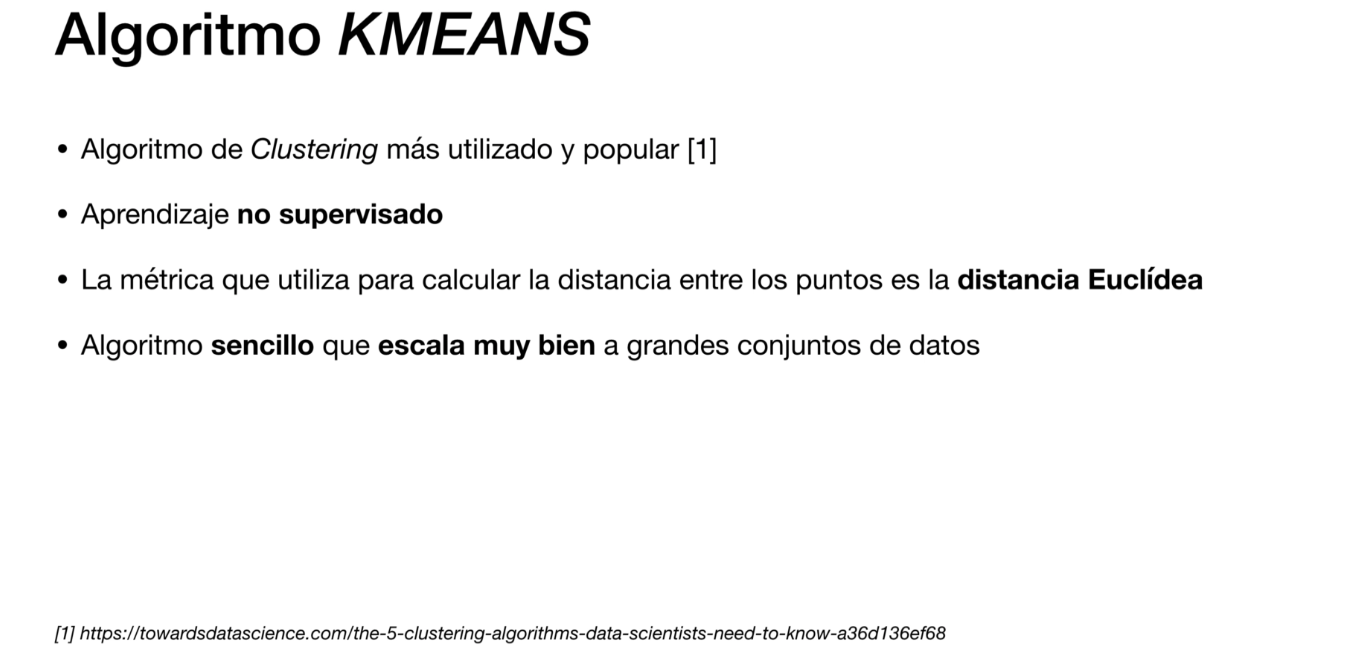 Algoritmo KMEANS
• Algoritmo de Clustering más utilizado y popular [1]
• Aprendizaje no supervisado
• La métrica que utiliza para calcular la distancia entre los puntos es la distancia Euclídea
• Algoritmo sencillo que escala muy bien a grandes conjuntos de datos
[1] https://towardsdatascience.com/the-5-clustering-algorithms-data-scientists-need-to-know-a36d136ef68